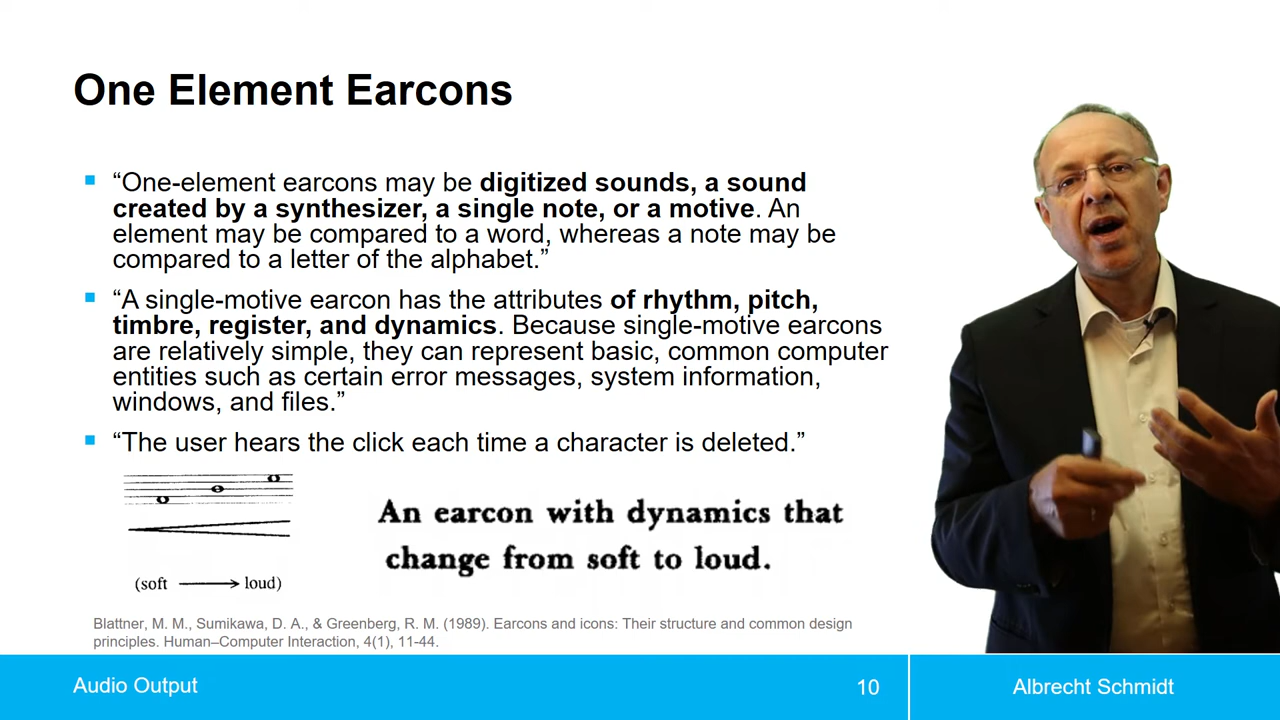 One Element Earcons
“One-element earcons may be digitized sounds, a sound
created by a synthesizer, a single note, or a motive. An
element may be compared to a word, whereas a note may be
compared to a letter of the alphabet.”
“A single-motive earcon has the attributes of rhythm, pitch,
timbre, register, and dynamics. Because single-motive earcons
are relatively simple, they can represent basic, common computer
entities such as certain error messages, system information,
windows, and files.”
“The user hears the click each time a character is deleted.”
(soft → loud)
An earcon with dynamics that
change from soft to loud.
Blattner, M. M., Sumikawa, D. A., & Greenberg, R. M. (1989). Earcons and icons: Their structure and common design
principles. Human–Computer Interaction, 4(1), 11-44.
Audio Output
10
Albrecht Schmidt